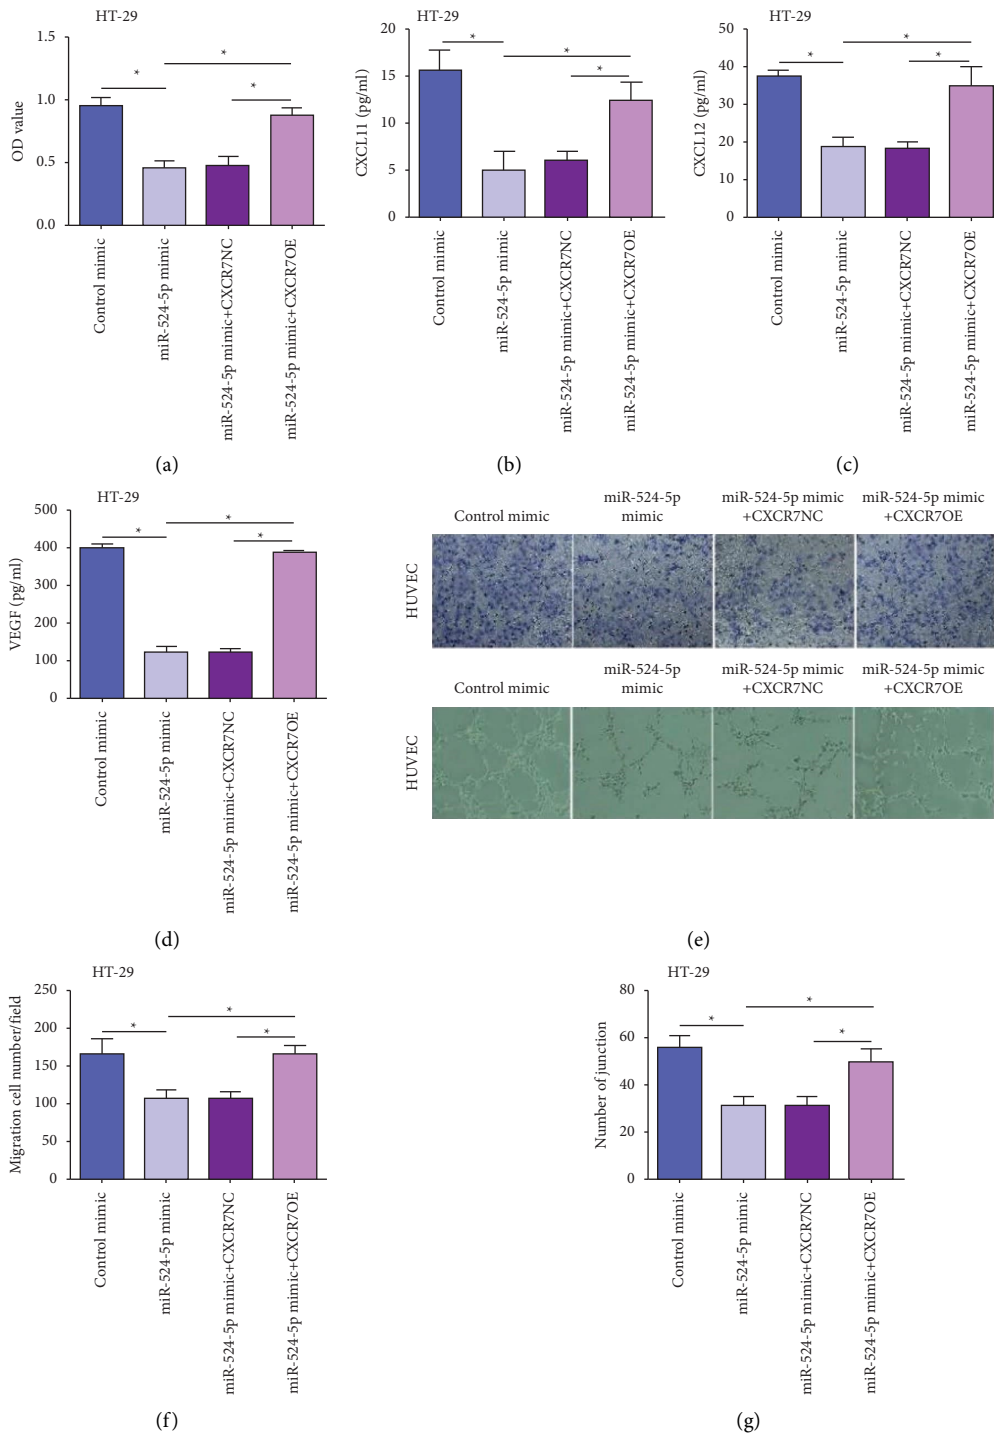 HT-29
1.5
1.0
0.5
0.0
OD value
*
*
*
Control mimic
miR-524-5p mimic
miR-524-5p mimic+CXCR7NC
miR-524-5p mimic+CXCR7OE
(a)
HT-29
20
15
10
5
0
CXCL11 (pg/ml)
*
*
*
Control mimic
miR-524-5p mimic
miR-524-5p mimic+CXCR7NC
miR-524-5p mimic+CXCR7OE
(b)
HT-29
50
40
30
20
10
0
CXCL12 (pg/ml)
*
*
*
Control mimic
miR-524-5p mimic
miR-524-5p mimic+CXCR7NC
miR-524-5p mimic+CXCR7OE
(c)
HT-29
500
400
300
200
100
0
VEGF (pg/ml)
*
*
*
Control mimic
miR-524-5p mimic
miR-524-5p mimic+CXCR7NC
miR-524-5p mimic+CXCR7OE
(d)
Control mimic
miR-524-5p
mimic
miR-524-5p mimic
+CXCR7NC
miR-524-5p mimic
+CXCR7OE
HUVEC
Control mimic
miR-524-5p
mimic
miR-524-5p mimic
+CXCR7NC
miR-524-5p mimic
+CXCR7OE
HUVEC
(e)
HT-29
250
200
150
100
50
0
Migration cell number/field
*
*
*
Control mimic
miR-524-5p mimic
miR-524-5p mimic+CXCR7NC
miR-524-5p mimic+CXCR7OE
(f)
HT-29
80
60
40
20
0
Number of junction
*
*
*
Control mimic
miR-524-5p mimic
miR-524-5p mimic+CXCR7NC
miR-524-5p mimic+CXCR7OE
(g)